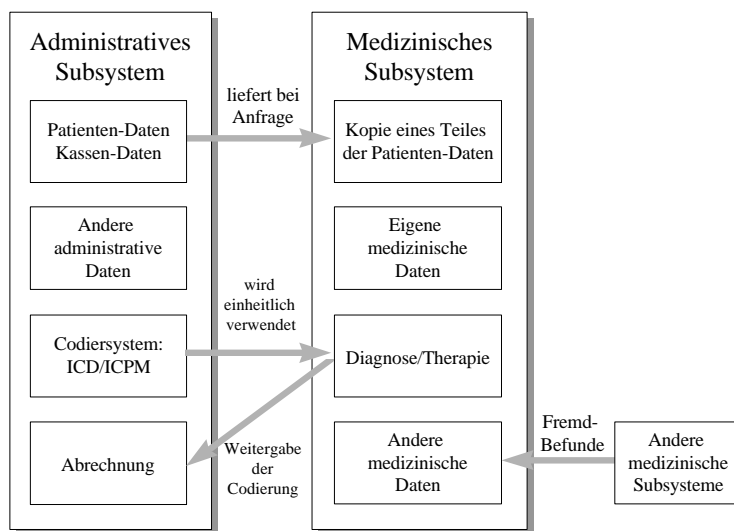 Administratives
Subsystem
Patienten-Daten
Kassen-Daten
Andere
administrative
Daten
Codiersystem:
ICD/ICPM
Abrechnung
liefert bei
Anfrage
wird
einheitlich
verwendet
Weitergabe
der
Codierung
Medizinisches
Subsystem
Kopie eines Teiles
der Patienten-Daten
Eigene
medizinische
Daten
Diagnose/Therapie
Andere
medizinische
Daten
Fremd-
Befunde
Andere
medizinische
Subsysteme